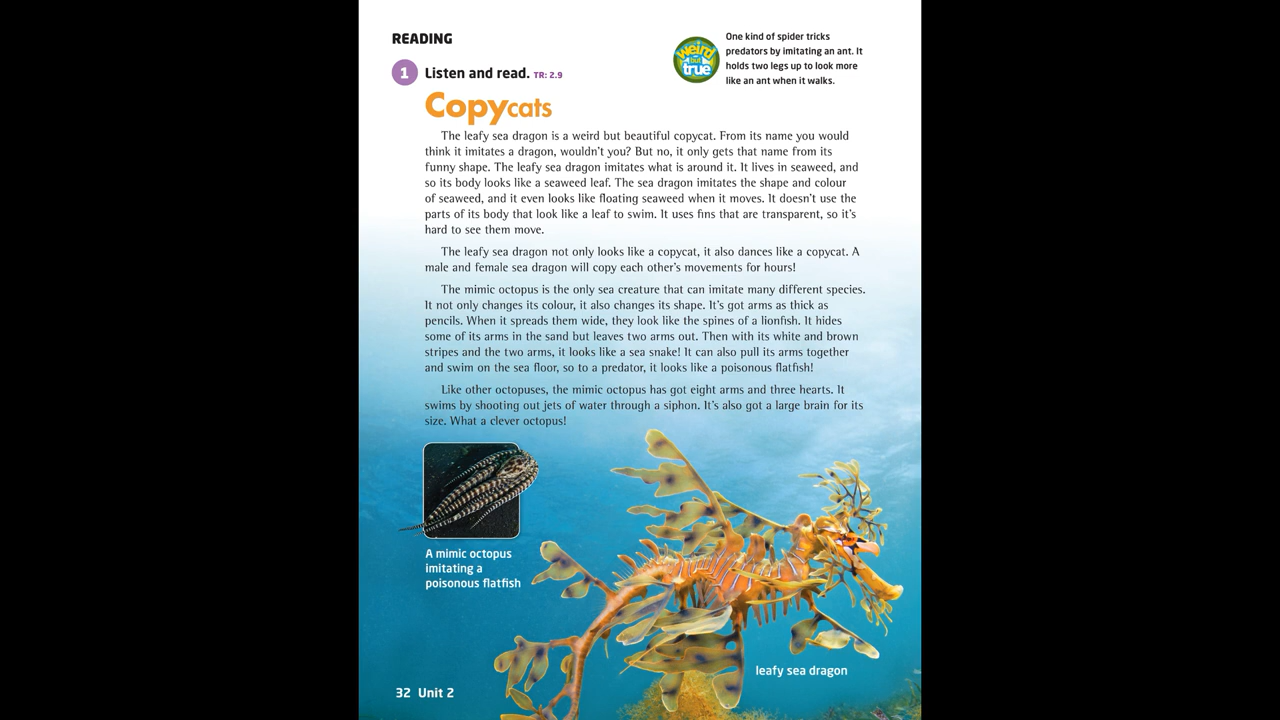 READING
One kind of spider tricks
predators by imitating an ant. It
holds two legs up to look more
like an ant when it walks.
weird
but
true
1 Listen and read. TR: 2.9
Copycats
The leafy sea dragon is a weird but beautiful copycat. From its name you would
think it imitates a dragon, wouldn't you? But no, it only gets that name from its
funny shape. The leafy sea dragon imitates what is around it. It lives in seaweed, and
so its body looks like a seaweed leaf. The sea dragon imitates the shape and colour
of seaweed, and it even looks like floating seaweed when it moves. It doesn't use the
parts of its body that look like a leaf to swim. It uses fins that are transparent, so it's
hard to see them move.
The leafy sea dragon not only looks like a copycat, it also dances like a copycat. A
male and female sea dragon will copy each other's movements for hours!
The mimic octopus is the only sea creature that can imitate many different species.
It not only changes its colour, it also changes its shape. It's got arms as thick as
pencils. When it spreads them wide, they look like the spines of a lionfish. It hides
some of its arms in the sand but leaves two arms out. Then with its white and brown
stripes and the two arms, it looks like a sea snake! It can also pull its arms together
and swim on the sea floor, so to a predator, it looks like a poisonous flatfish!
Like other octopuses, the mimic octopus has got eight arms and three hearts. It
swims by shooting out jets of water through a siphon. It's also got a large brain for its
size. What a clever octopus!
A mimic octopus
imitating a
poisonous flatfish
leafy sea dragon
32 Unit 2